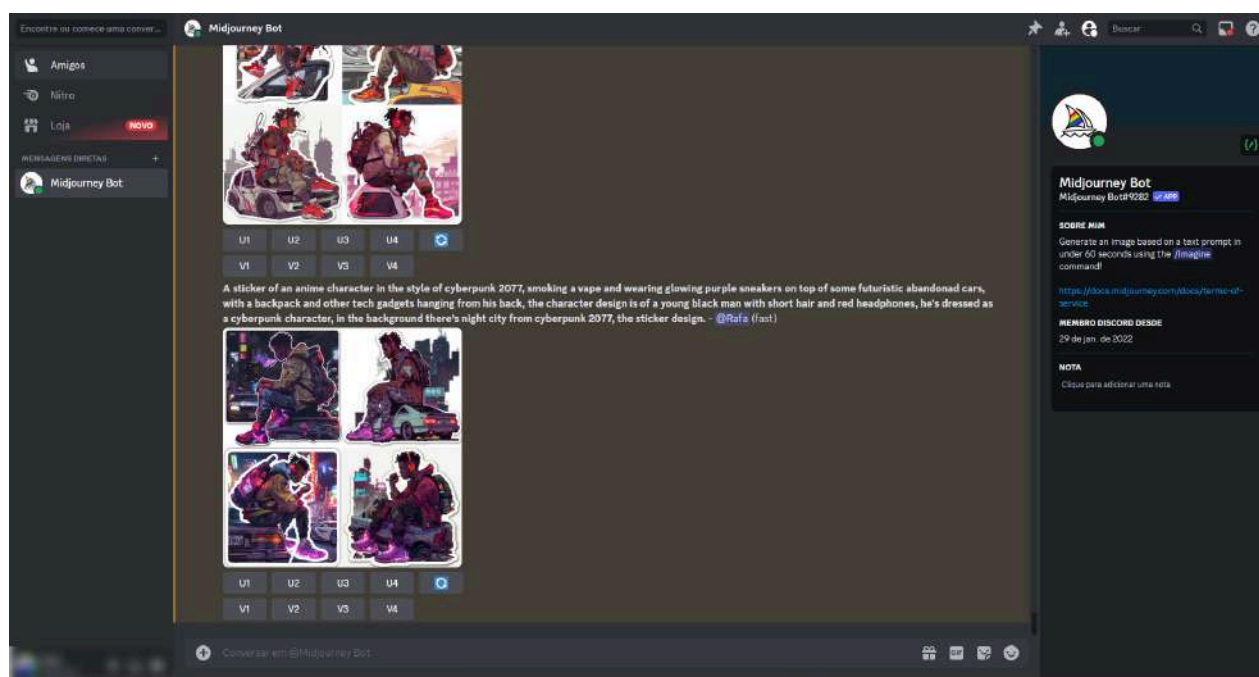 Encontre ou comece uma conver...
Midjourney Bot
Buscar
Amigos
Nitro
Loja
NOVO
MENSAGENS DIRETAS +
Midjourney Bot
U1 U2 U3 U4
V1 V2 V3 V4
A sticker of an anime character in the style of cyberpunk 2077, smoking a vape and wearing glowing purple sneakers on top of some futuristic abandonad cars,
with a backpack and other tech gadgets hanging from his back, the character design is of a young black man with short hair and red headphones, he's dressed as
a cyberpunk character, in the background there's night city from cyberpunk 2077, the sticker design. - @Rafa (fast)
U1 U2 U3 U4
V1 V2 V3 V4
Conversar em @Midjourney Bot
GIF
Midjourney Bot
Midjourney Bot#9282 ✓ APP
SOBRE MIM
Generate an image based on a text prompt in
under 60 seconds using the /imagine
command!
https://docs.midjourney.com/docs/terms-of-
service
MEMBRO DISCORD DESDE
29 de jan. de 2022
NOTA
Clique para adicionar uma nota